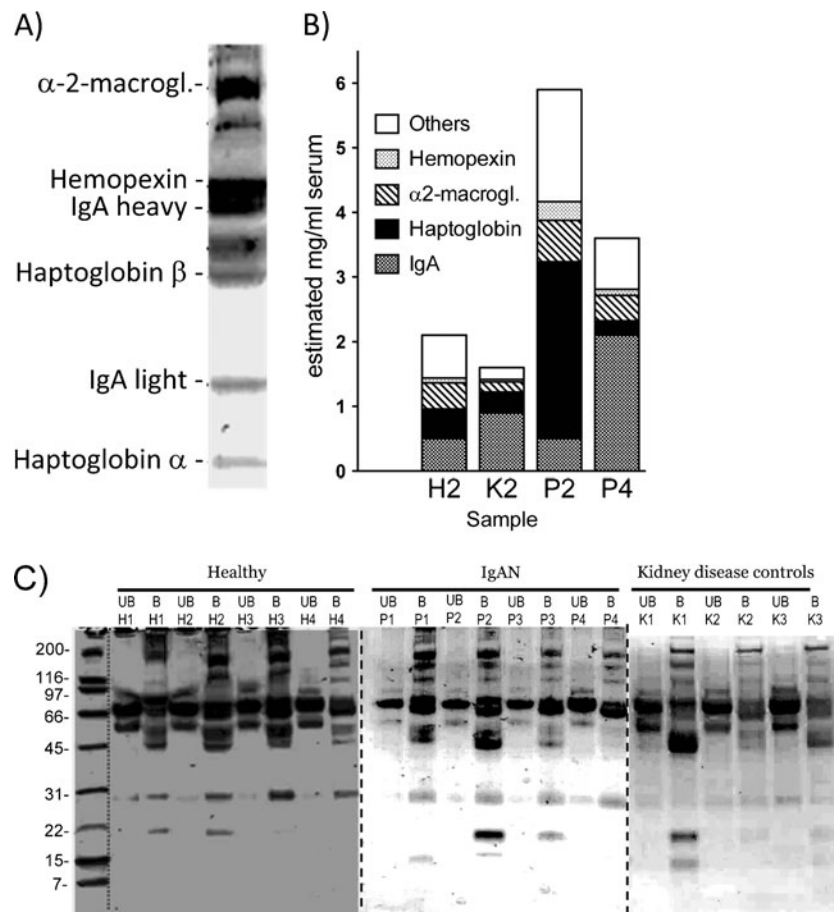 A)
α-2-macrogl. -
Hemopexin -
IgA heavy -
Haptoglobin β -
IgA light -
Haptoglobin α -
B)
estimated mg/ml serum
6
5
4
3
2
1
0
Others
Hemopexin
α2-macrogl.
Haptoglobin
IgA
H2 K2 P2 P4
Sample
C)
Healthy
IgAN
Kidney disease controls
UB B UB B UB B UB B
H1 H1 H2 H2 H3 H3 H4 H4
UB B UB B UB B UB B
P1 P1 P2 P2 P3 P3 P4 P4
UB B UB B UB B
K1 K1 K2 K2 K3 K3
200-
116-
97-
66-
45-
31-
22-
15-
7-